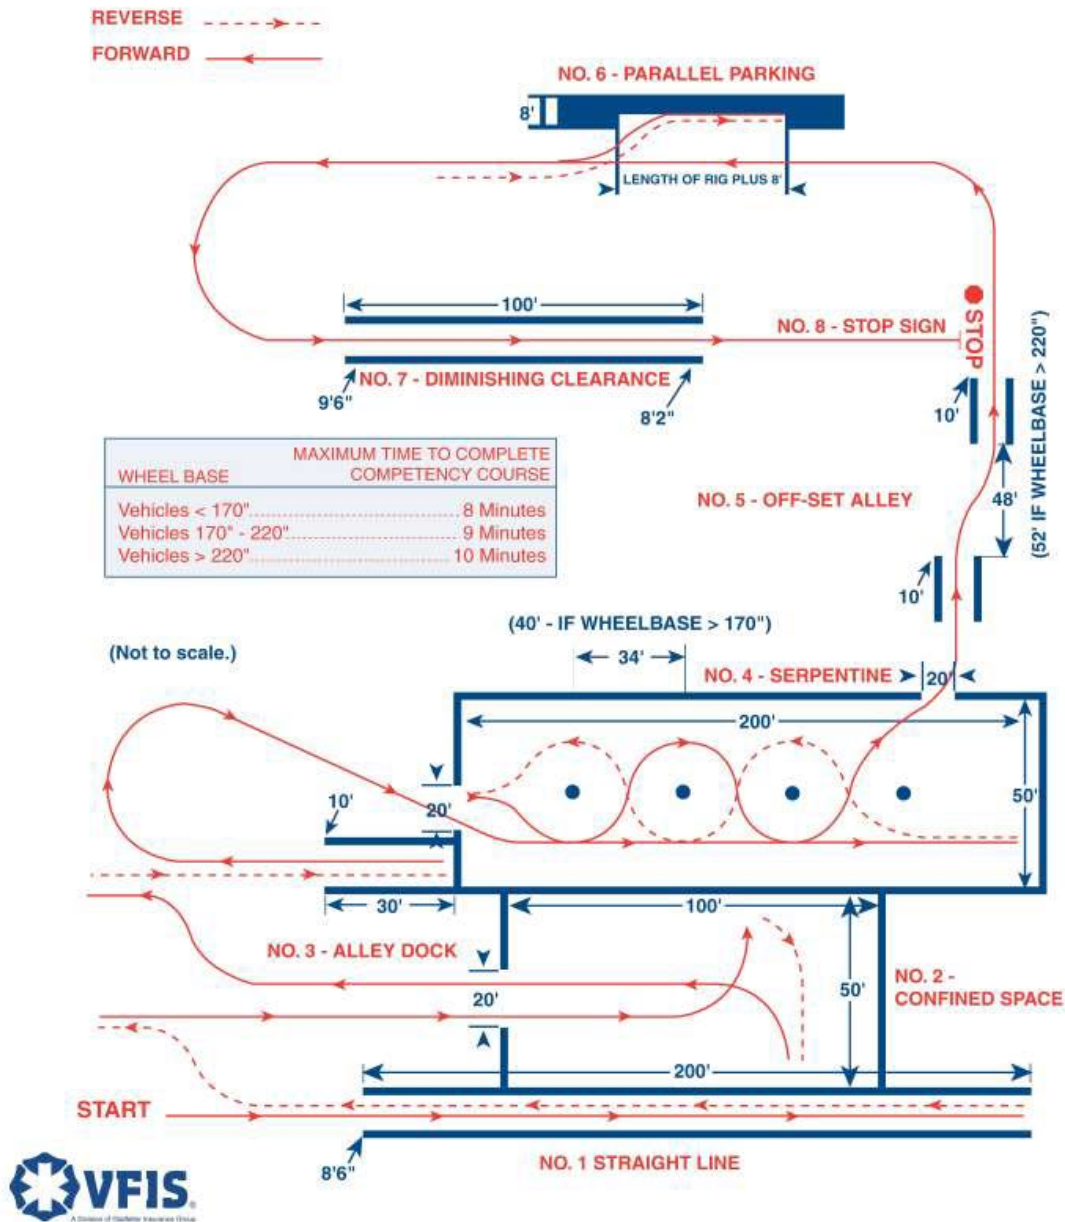 REVERSE
FORWARD
NO. 6 - PARALLEL PARKING
8'
LENGTH OF RIG PLUS 8'
100'
NO. 8 - STOP SIGN
STOP
NO. 7 - DIMINISHING CLEARANCE
9'6"
8'2"
10'
(52' IF WHEELBASE > 220")
48'
WHEEL BASE
MAXIMUM TIME TO COMPLETE
COMPETENCY COURSE
Vehicles < 170" 8 Minutes
Vehicles 170" - 220" 9 Minutes
Vehicles > 220" 10 Minutes
NO. 5 - OFF-SET ALLEY
10'
(40' - IF WHEELBASE > 170")
(Not to scale.)
34'
NO. 4 - SERPENTINE
20'
200'
50'
20'
10'
30'
100'
NO. 3 - ALLEY DOCK
20'
50'
NO. 2 -
CONFINED SPACE
200'
START
8'6"
NO. 1 STRAIGHT LINE
VFIS
A Division of Glatfelter Insurance Group